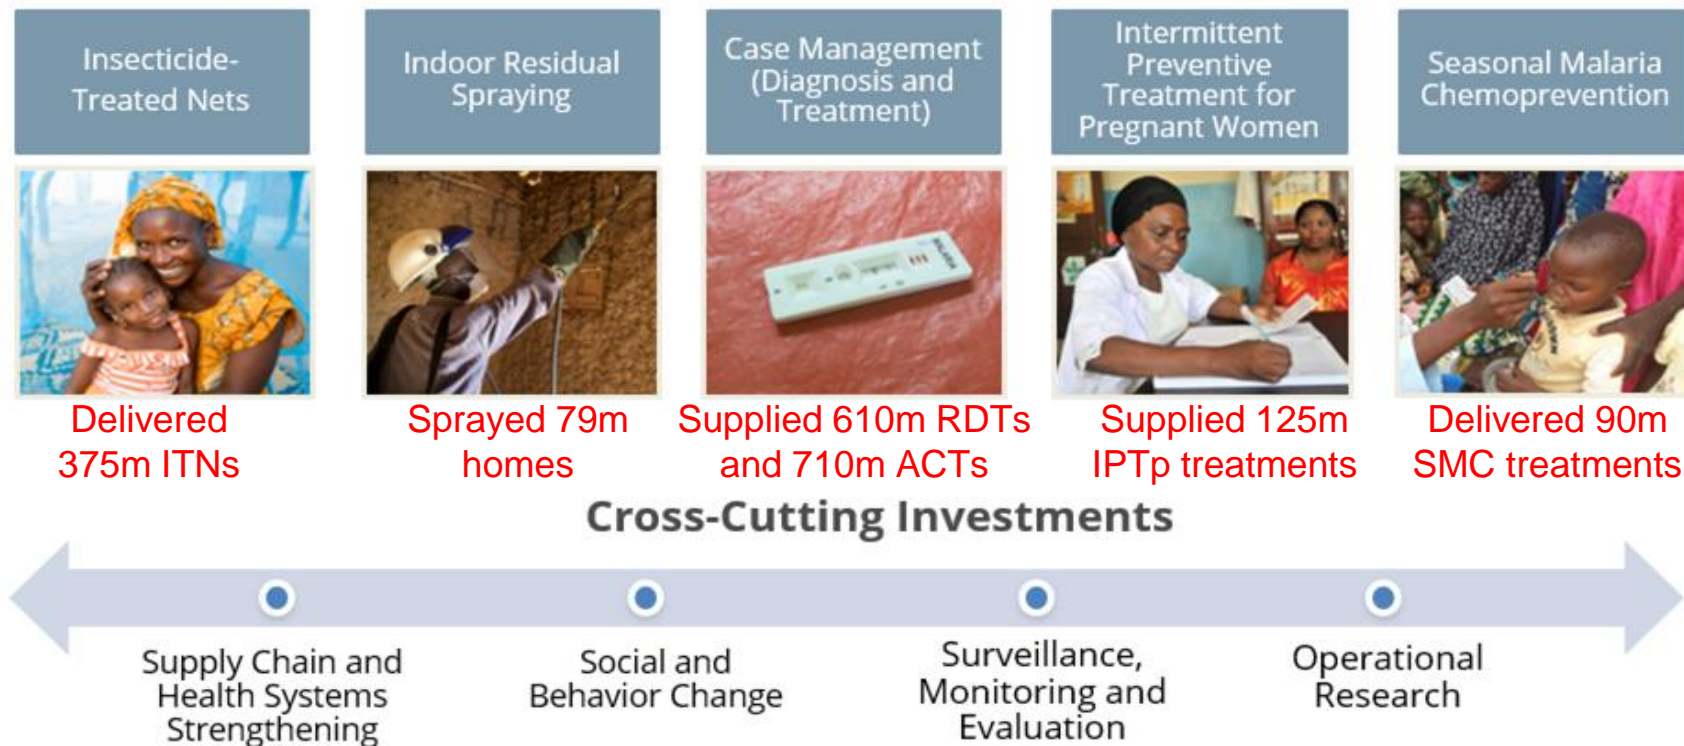 Insecticide-
Treated Nets
Indoor Residual
Spraying
Case Management
(Diagnosis and
Treatment)
Intermittent
Preventive
Treatment for
Pregnant Women
Seasonal Malaria
Chemoprevention
MALARIA
Delivered
375m ITNs
Sprayed 79m
homes
Supplied 610m RDTs
and 710m ACTs
Supplied 125m
IPTp treatments
Delivered 90m
SMC treatments
Cross-Cutting Investments
Supply Chain and
Health Systems
Strengthening
Social and
Behavior Change
Surveillance,
Monitoring and
Evaluation
Operational
Research